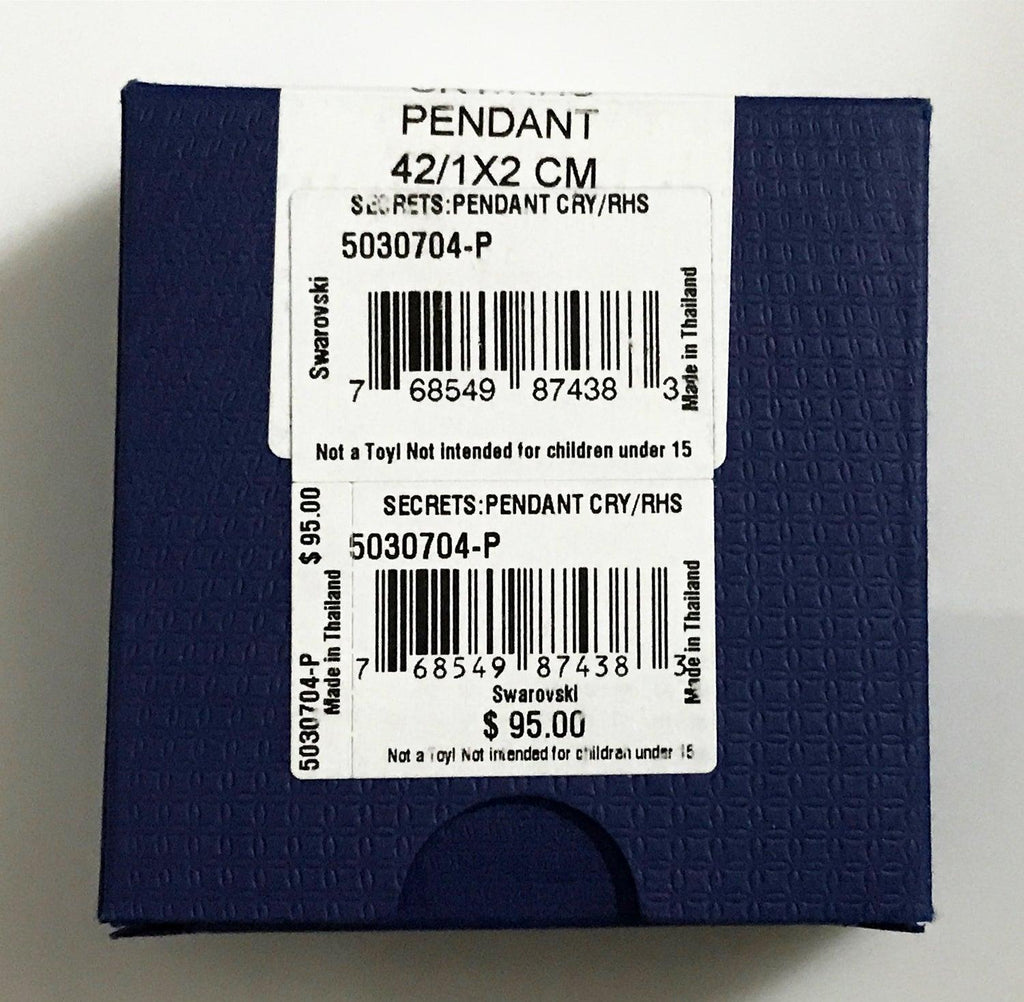 PENDANT
42/1X2 CM
SECRETS:PENDANT CRY/RHS
5030704-P
Swarovski
Made in Thailand
7 68549 87438 3
Not a Toy! Not intended for children under 15
$ 95.00
5030704-P
Made in Thailand
SECRETS:PENDANT CRY/RHS
5030704-P
7 68549 87438 3
Made in Thailand
Swarovski
$ 95.00
Not a Toy! Not intended for children under 15